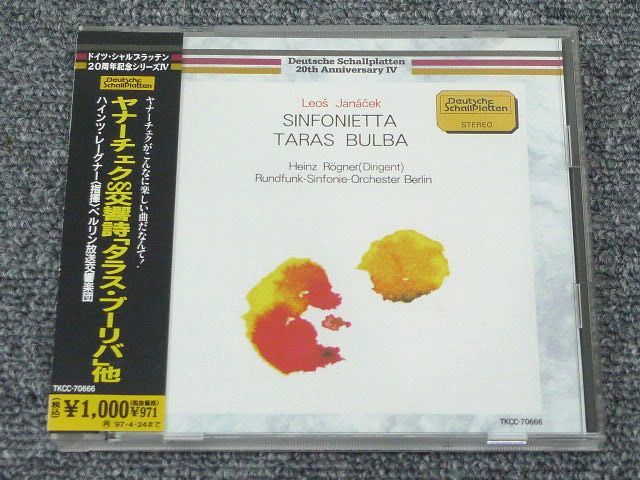 ドイツ・シャルプラッテン
20周年記念シリーズIV
Deutsche
Schallplatten
ヤナーチェクがこんなに楽しい曲だなんて!
ヤナーチェク§交響詩「タラス・ブーリバ」他
ハインツ・レーグナー〈指揮〉ベルリン放送交響楽団
TKCC-70666
(税込)¥1,000(税抜価格)¥971
再 '97・4・24まで
Deutsche Schallplatten
20th Anniversary IV
Leoš Janáček
SINFONIETTA
TARAS BULBA
Deutsche
Schallplatten
STEREO
Heinz Rögner(Dirigent)
Rundfunk-Sinfonie-Orchester Berlin
TKCC-70666